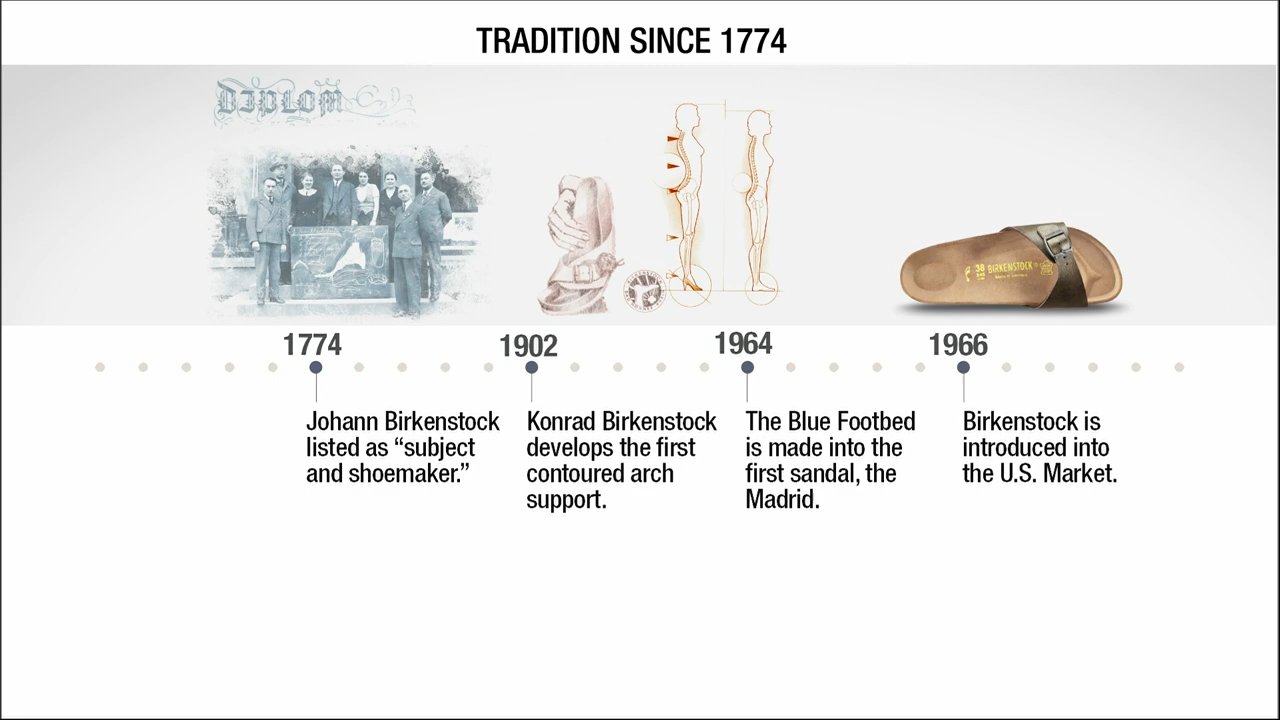 TRADITION SINCE 1774
Diplom
38
BIRKENSTOCK
1774
1902
1964
1966
Johann Birkenstock
listed as “subject
and shoemaker.”
Konrad Birkenstock
develops the first
contoured arch
support.
The Blue Footbed
is made into the
first sandal, the
Madrid.
Birkenstock is
introduced into
the U.S. Market.